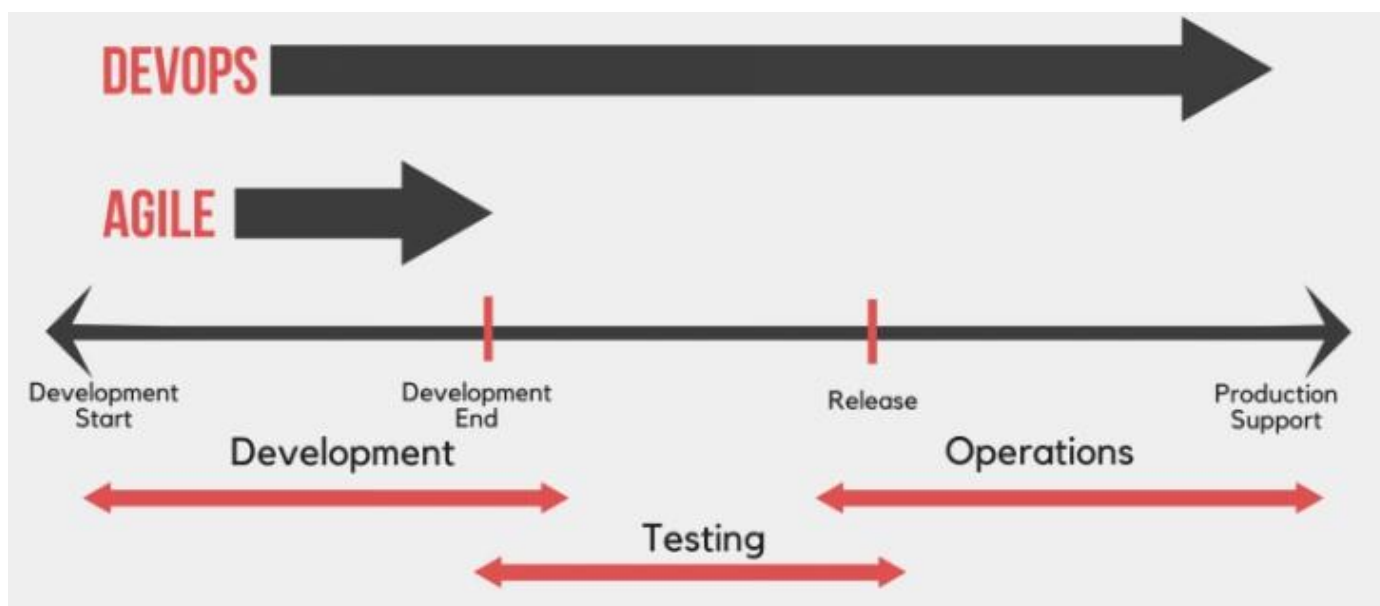 DEVOPS
AGILE
Development
Start
Development
End
Release
Production
Support
Development
Operations
Testing